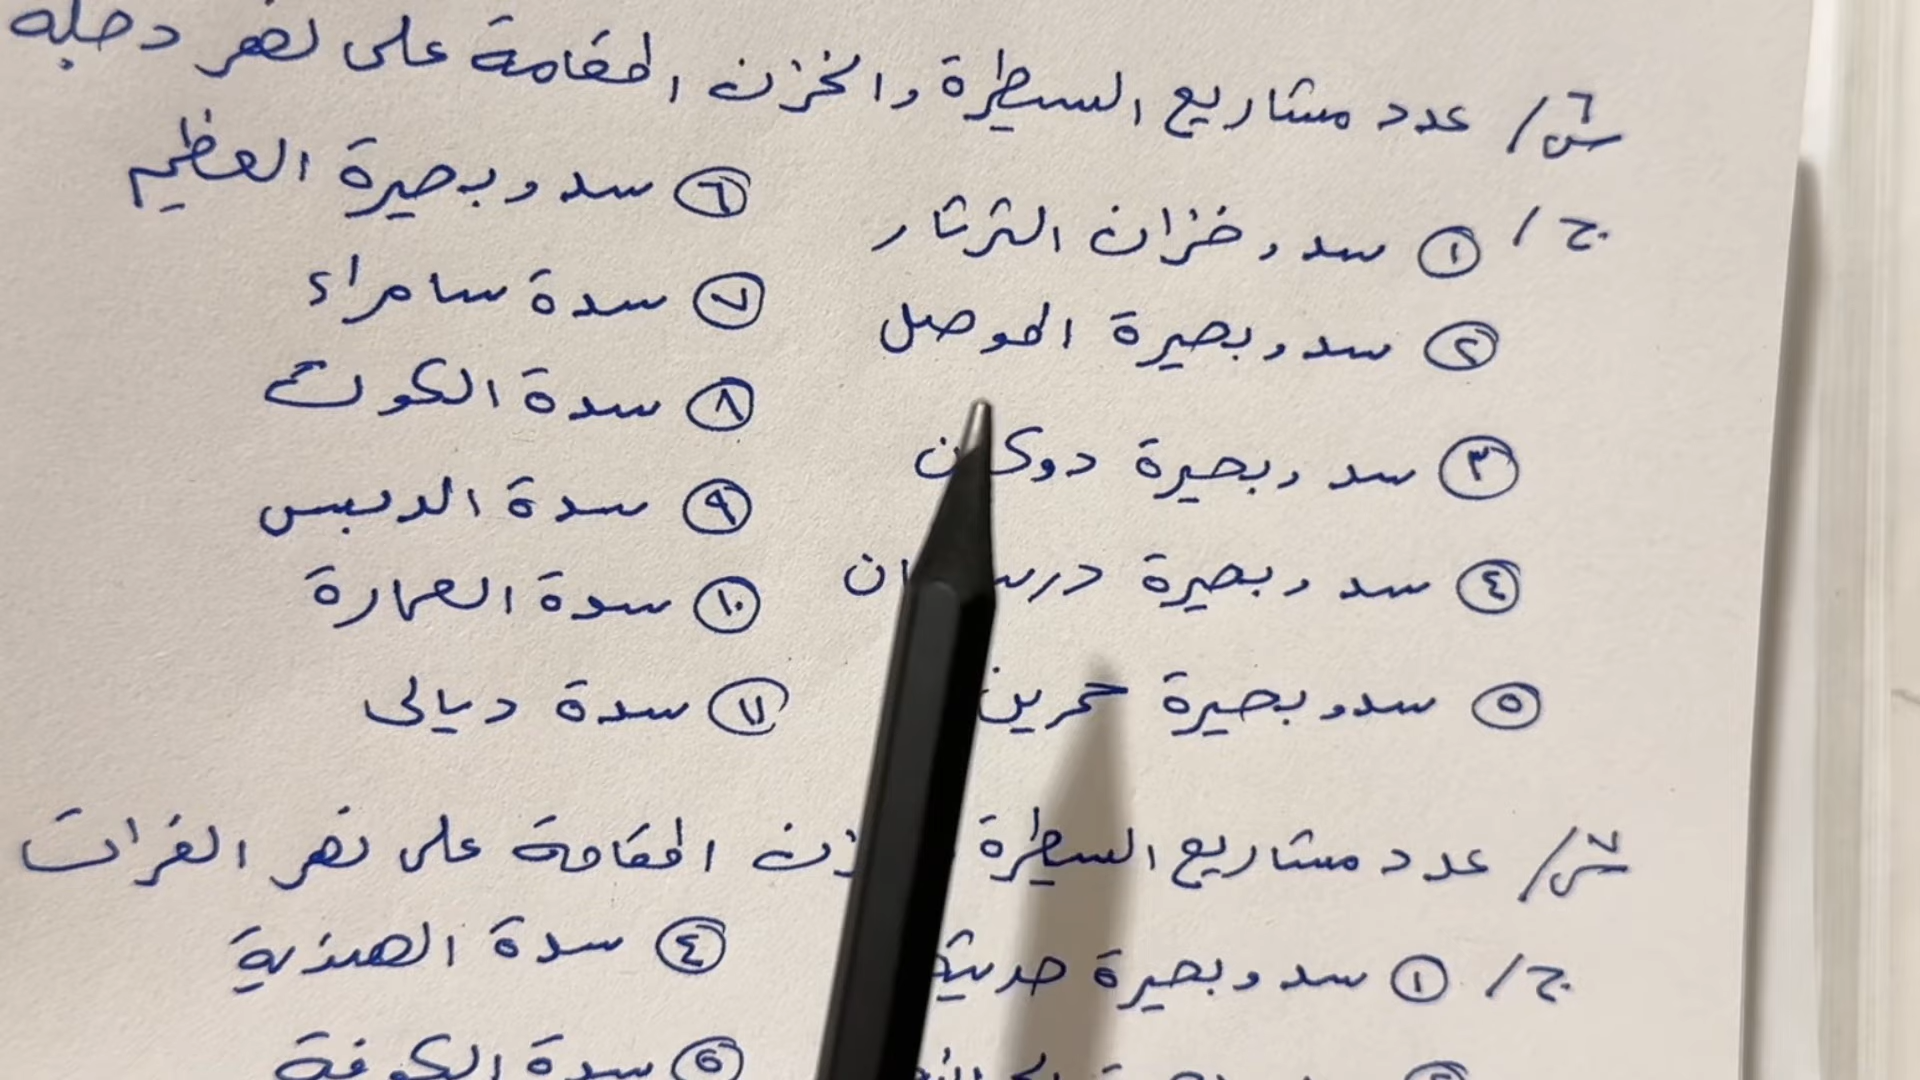 س٦/ عدد مشاريع السيطرة والخزن المقامة على نهر دجلة
ج/ ① سد وخزان الثرثار
② سد وبحيرة الموصل
③ سد وبحيرة دوكان
④ سد وبحيرة
⑤ سد وبحيرة حمرين
⑥ سد وبحيرة العظيم
⑦ سدة سامراء
⑧ سدة الكوت
⑨ سدة الدبس
⑩ سدة العمارة
⑪ سدة ديالى
س٧/ عدد مشاريع السيطرة المقامة على نهر الفرات
ج/ ① سد وبحيرة حديثة
④ سدة الهندية
⑤ سدة الكوفة